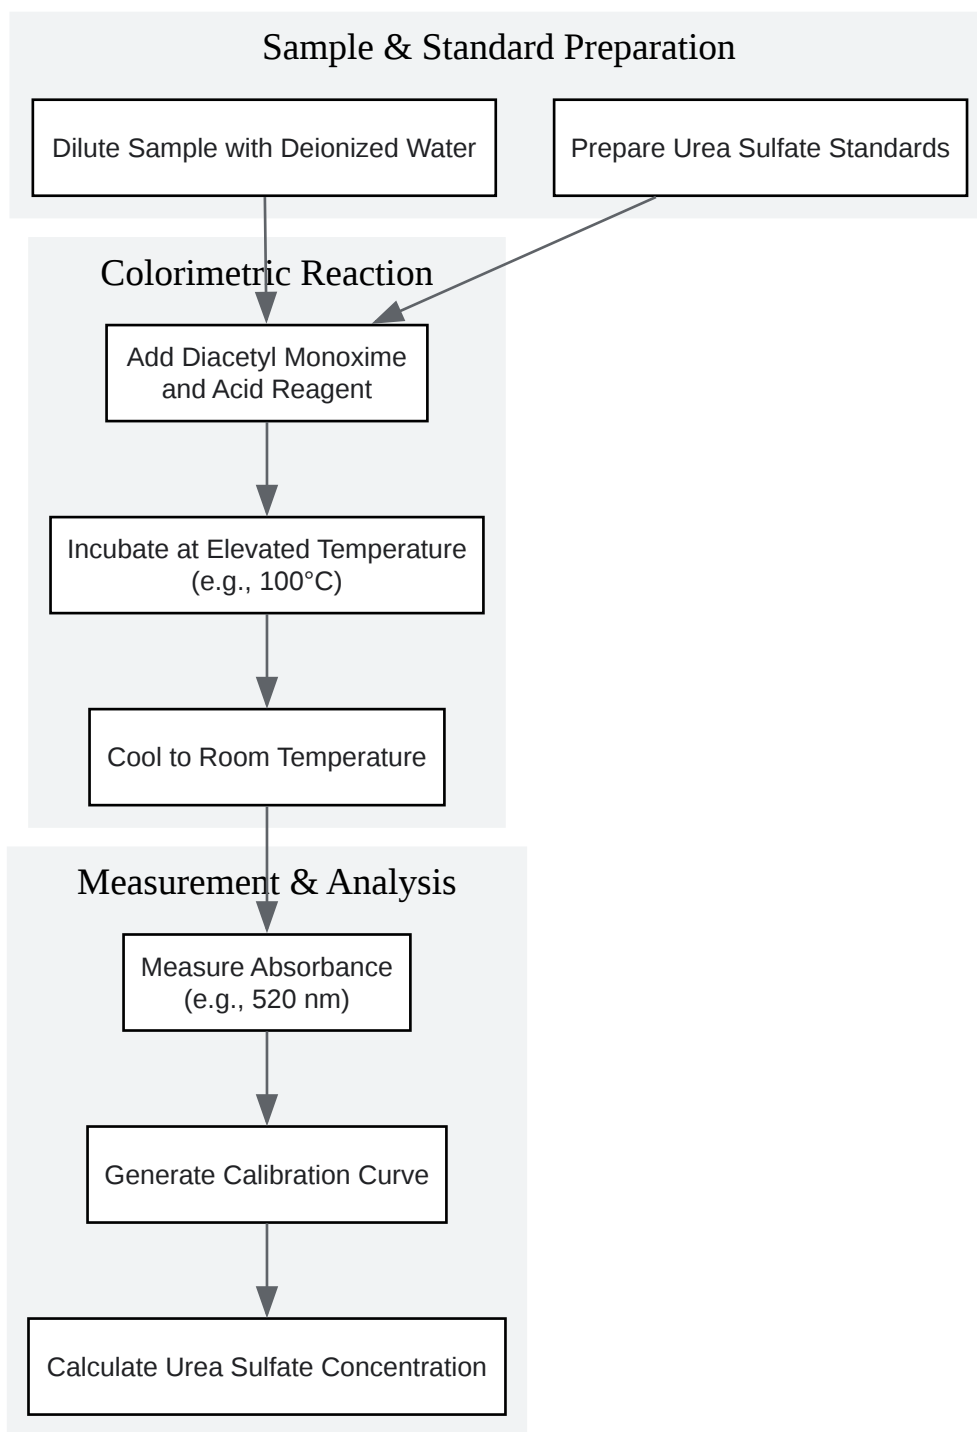 Sample & Standard Preparation
Dilute Sample with Deionized Water
Prepare Urea Sulfate Standards
Colorimetric Reaction
Add Diacetyl Monoxime
and Acid Reagent
Incubate at Elevated Temperature
(e.g., 100°C)
Cool to Room Temperature
Measurement & Analysis
Measure Absorbance
(e.g., 520 nm)
Generate Calibration Curve
Calculate Urea Sulfate Concentration